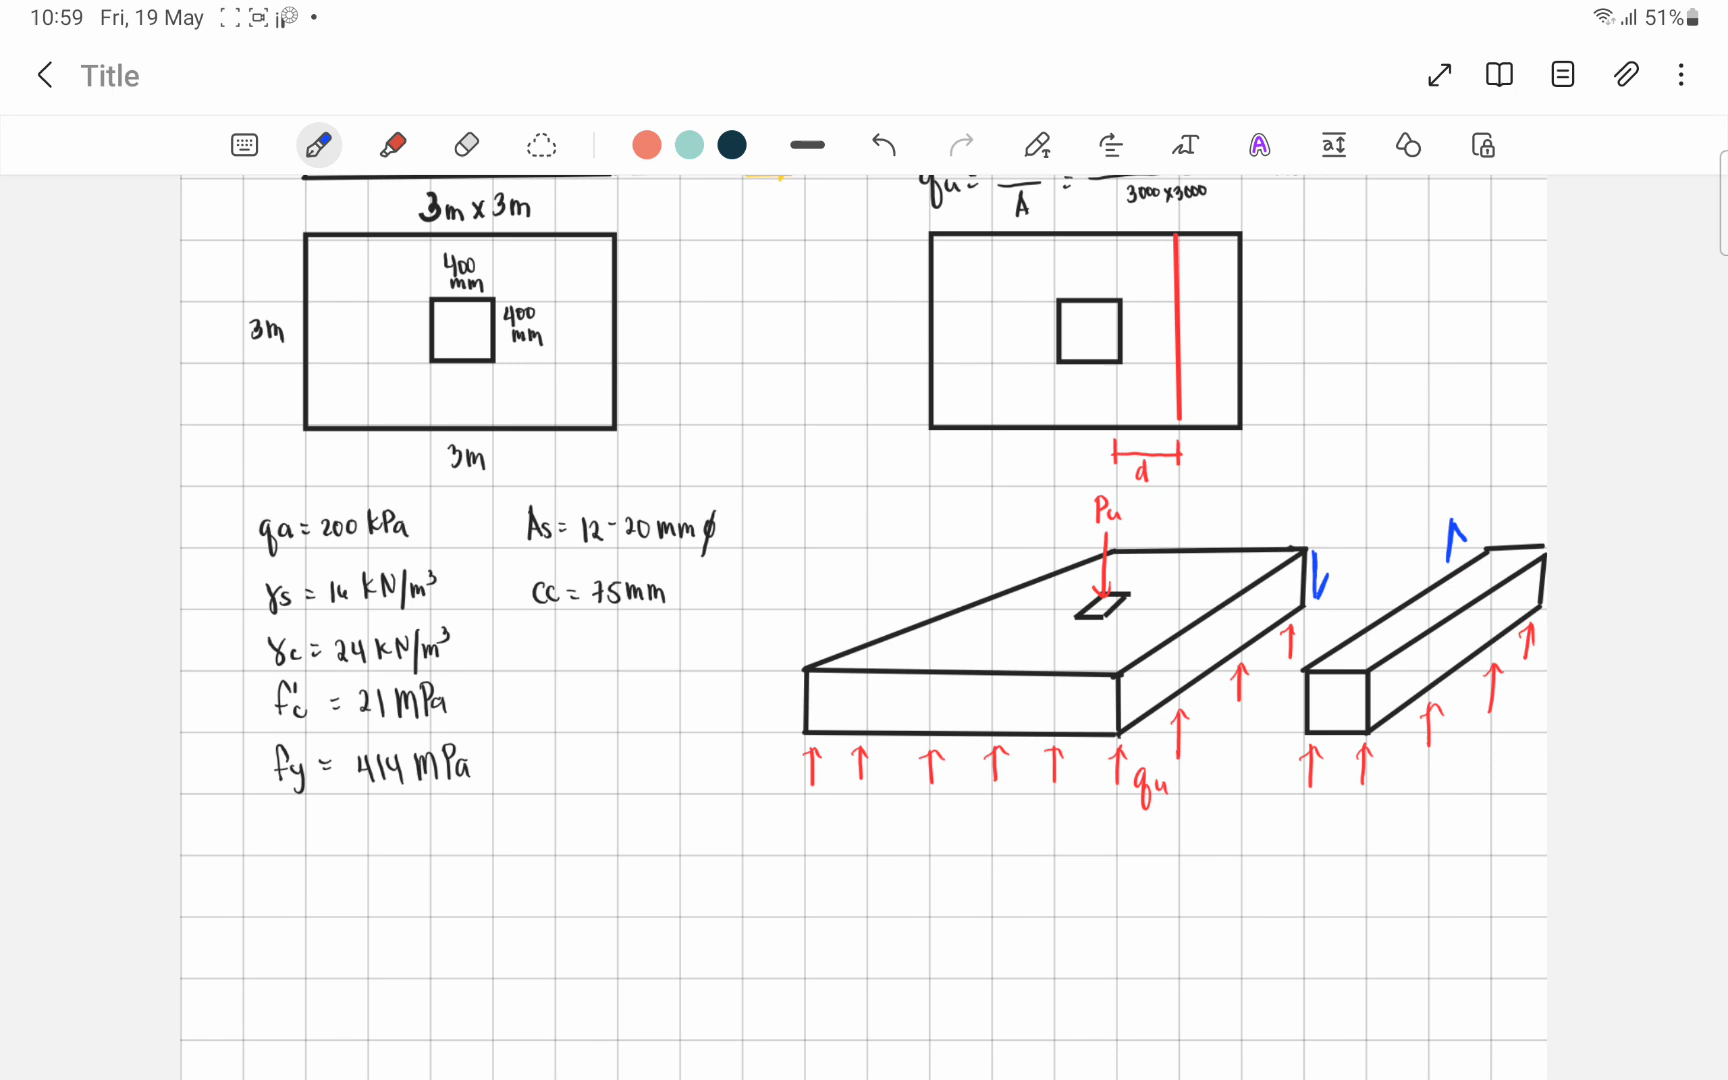 10:59 Fri, 19 May
51%
Title
3m x 3m
qu = — = 
A
3000 x 3000
400
mm
400
mm
3m
3m
d
Pu
qa = 200 kPa
As = 12 - 20 mm φ
γs = 16 kN/m³
cc = 75mm
γc = 24 kN/m³
f'c = 21 MPa
fy = 414 MPa
qu